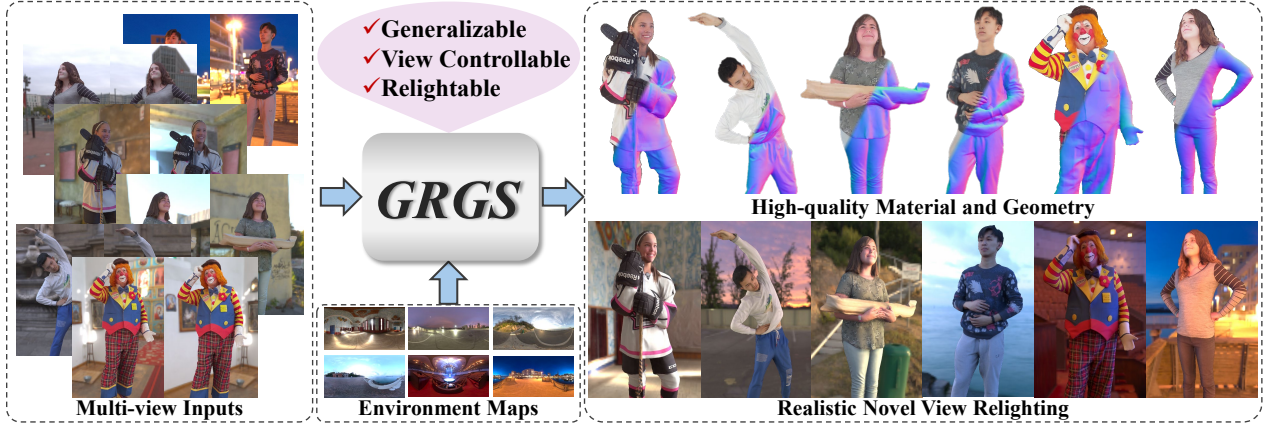 ✓Generalizable
✓View Controllable
✓Relightable
GRGS
Multi-view Inputs
Environment Maps
High-quality Material and Geometry
Reebok
Realistic Novel View Relighting